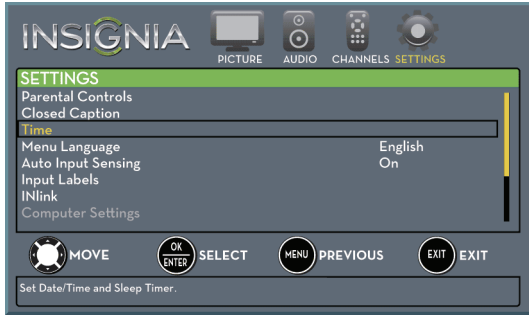 INSIGNIA
PICTURE AUDIO CHANNELS SETTINGS
SETTINGS
Parental Controls
Closed Caption
Time
Menu Language English
Auto Input Sensing On
Input Labels
INlink
Computer Settings
MOVE OK ENTER SELECT MENU PREVIOUS EXIT EXIT
Set Date/Time and Sleep Timer.